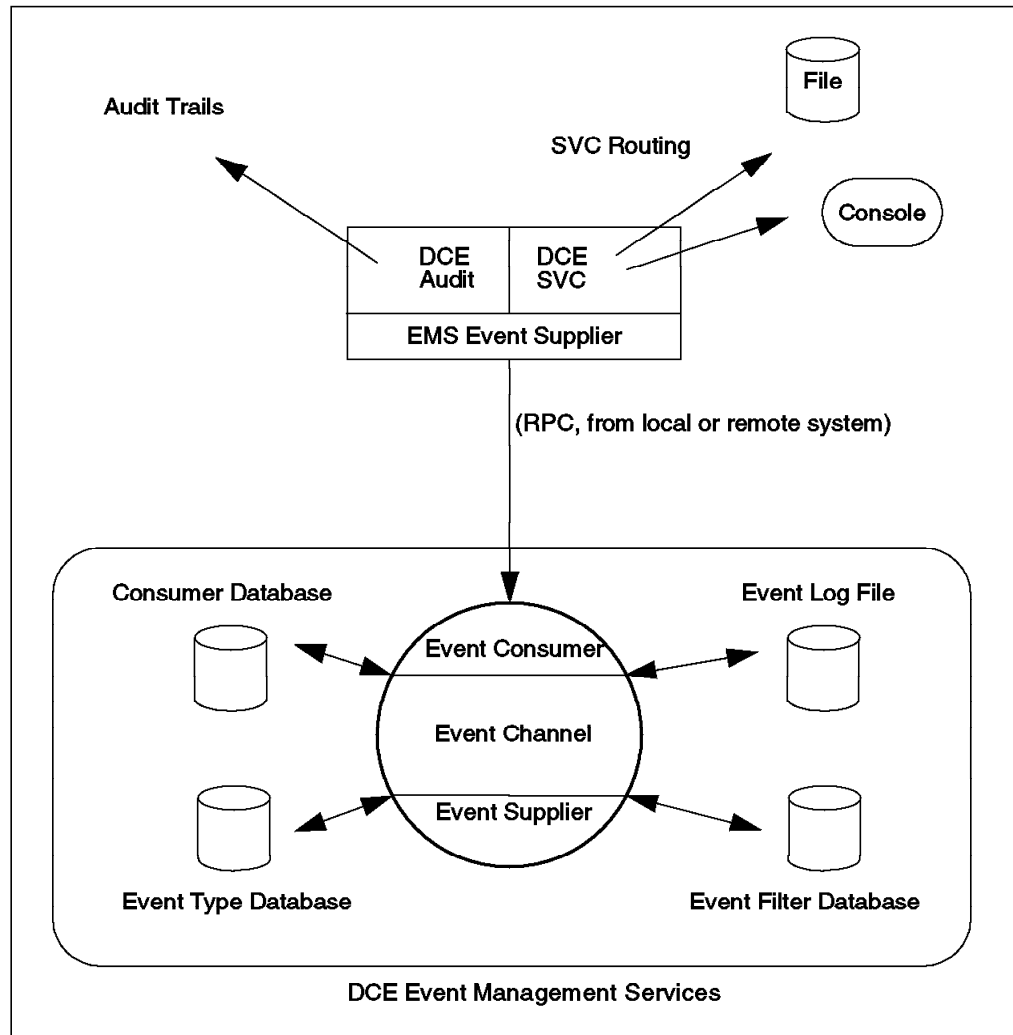 File
Audit Trails
SVC Routing
Console
DCE
Audit
DCE
SVC
EMS Event Supplier
(RPC, from local or remote system)
Consumer Database
Event Log File
Event Consumer
Event Channel
Event Supplier
Event Type Database
Event Filter Database
DCE Event Management Services